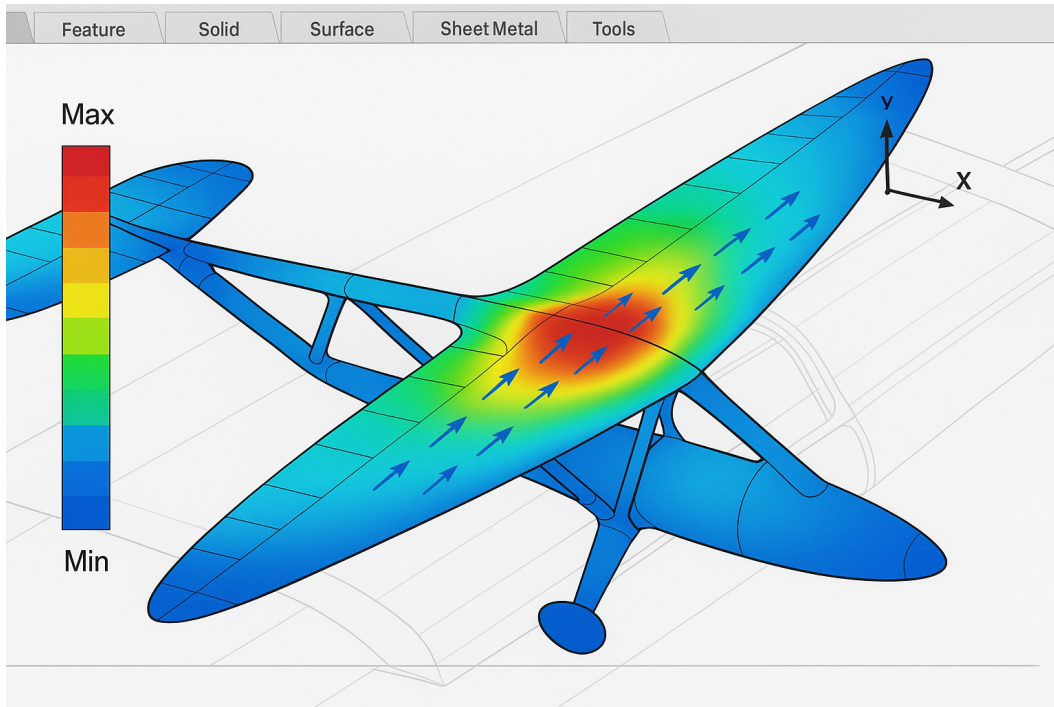 Feature
Solid
Surface
Sheet Metal
Tools
Max
Min
y
X